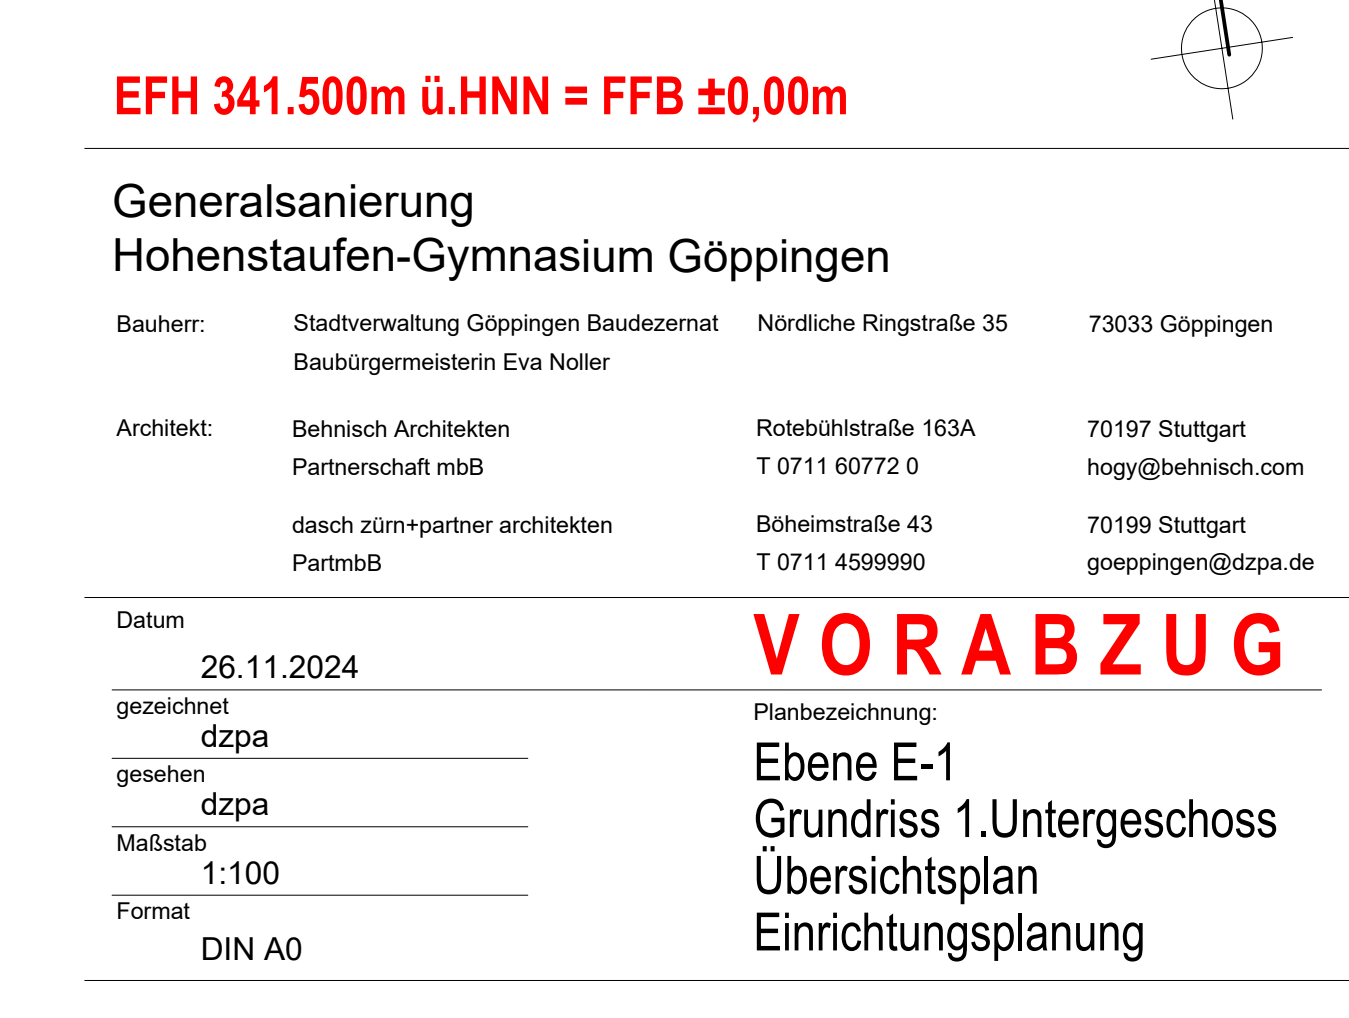 EFH 341.500m ü.HNN = FFB ±0,00m
Generalsanierung
Hohenstaufen-Gymnasium Göppingen
Bauherr: Stadtverwaltung Göppingen Baudezernat Nördliche Ringstraße 35 73033 Göppingen
Baubürgermeisterin Eva Noller
Architekt: Behnisch Architekten Rotebühlstraße 163A 70197 Stuttgart
Partnerschaft mbB T 0711 60772 0 hogy@behnisch.com
dasch zürn+partner architekten Böheimstraße 43 70199 Stuttgart
PartmbB T 0711 4599990 goeppingen@dzpa.de
Datum
26.11.2024
VORABZUG
gezeichnet
dzpa
gesehen
dzpa
Maßstab
1:100
Format
DIN A0
Planbezeichnung:
Ebene E-1
Grundriss 1.Untergeschoss
Übersichtsplan
Einrichtungsplanung